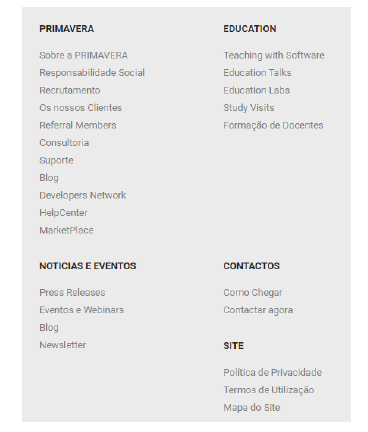 PRIMAVERA
Sobre a PRIMAVERA
Responsabilidade Social
Recrutamento
Os nossos Clientes
Referral Members
Consultoria
Suporte
Blog
Developers Network
HelpCenter
MarketPlace
EDUCATION
Teaching with Software
Education Talks
Education Labs
Study Visits
Formação de Docentes
NOTICIAS E EVENTOS
Press Releases
Eventos e Webinars
Blog
Newsletter
CONTACTOS
Como Chegar
Contactar agora
SITE
Política de Privacidade
Termos de Utilização
Mapa do Site